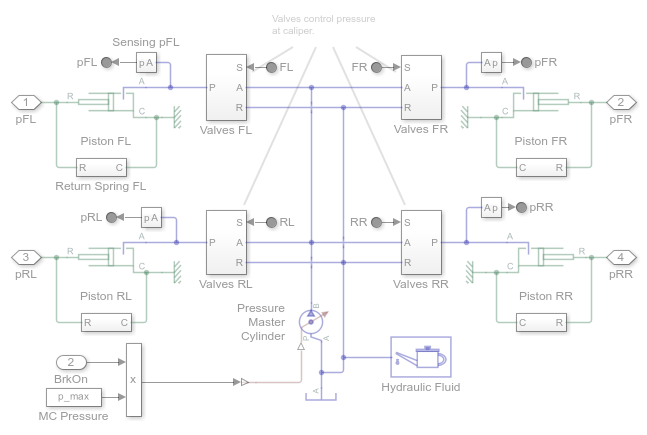 Valves control pressure
at caliper.
Sensing pFL
pFL
p A
S
FL
FR
S
A p
pFR
A
P
A
A
P
A
1
R
C
R
R
C
R
2
pFL
Piston FL
Valves FL
Valves FR
Piston FR
pFR
R C
C R
Return Spring FL
pRL
p A
S
RL
RR
S
A p
pRR
A
P
A
A
P
A
3
R
C
R
R
C
R
4
pRL
Piston RL
Valves RL
Valves RR
Piston RR
pRR
R C
C R
Pressure
Master
Cylinder
B
P
A
2
BrkOn
x
p_max
MC Pressure
A
Hydraulic Fluid